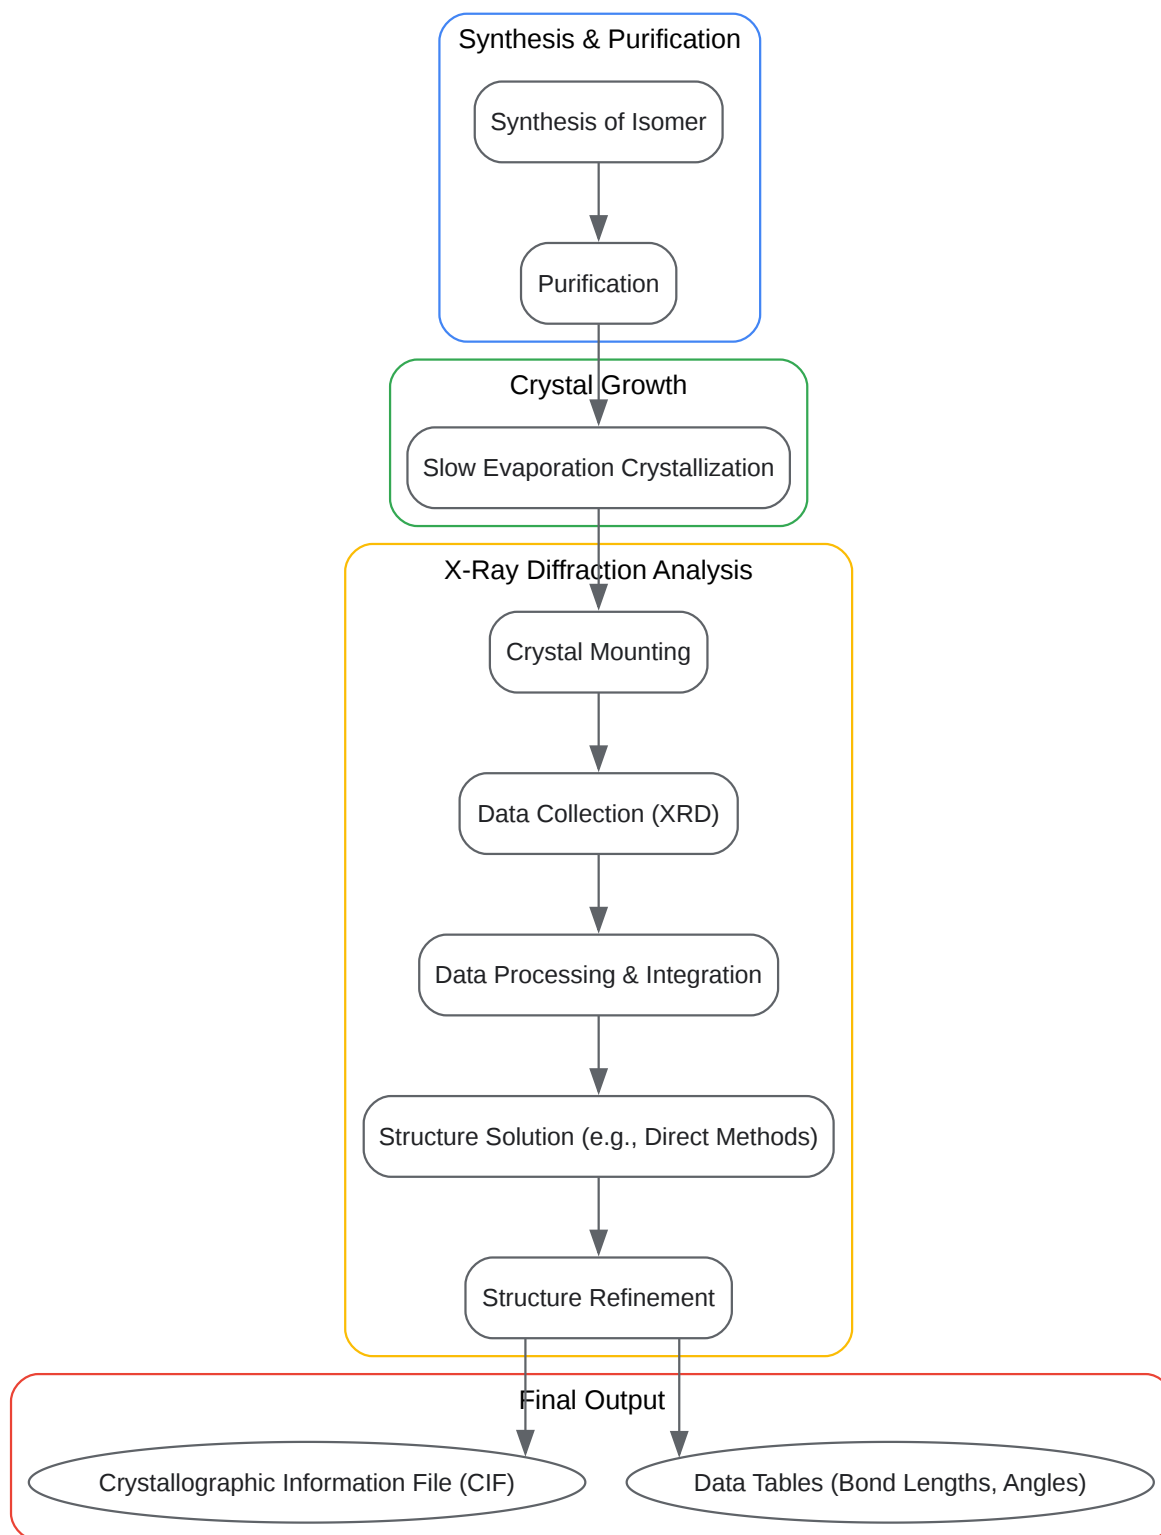 Synthesis & Purification
Synthesis of Isomer
Purification
Crystal Growth
Slow Evaporation Crystallization
X-Ray Diffraction Analysis
Crystal Mounting
Data Collection (XRD)
Data Processing & Integration
Structure Solution (e.g., Direct Methods)
Structure Refinement
Final Output
Crystallographic Information File (CIF)
Data Tables (Bond Lengths, Angles)